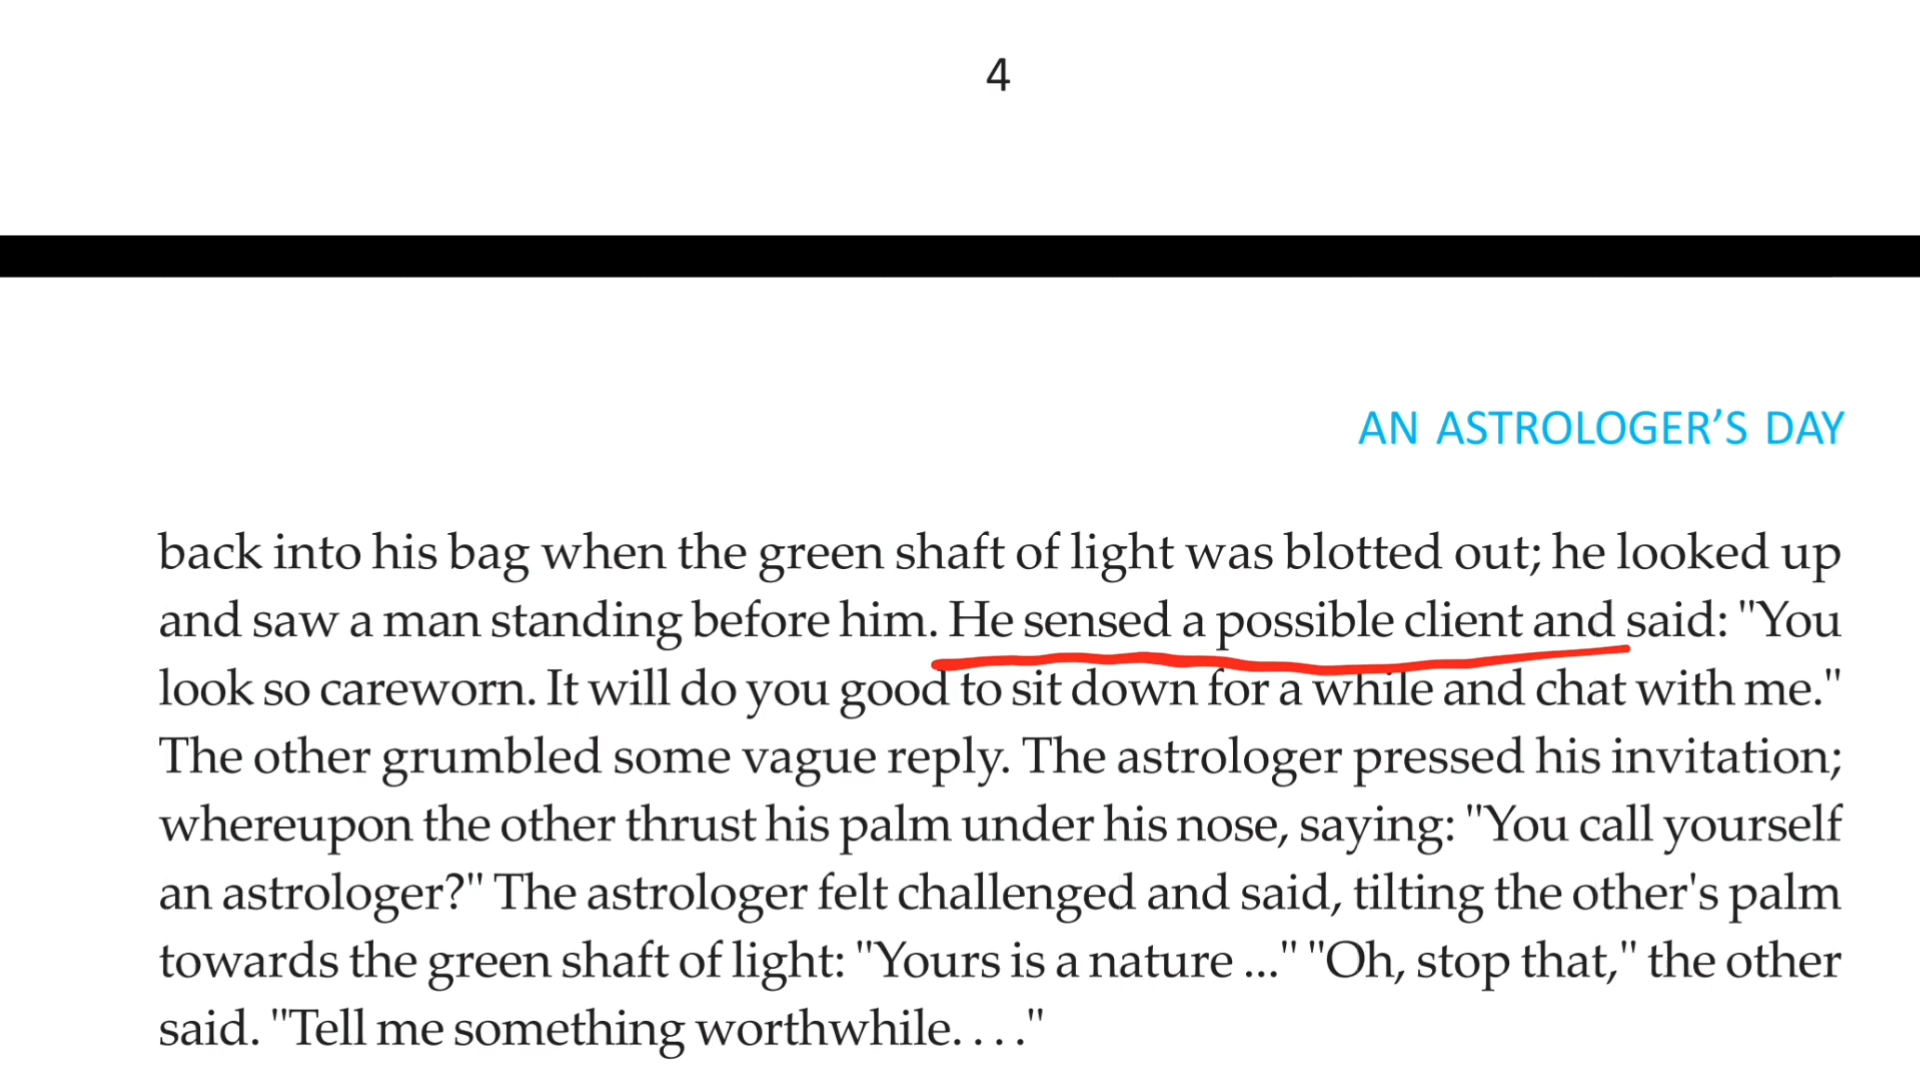 4
AN ASTROLOGER’S DAY
back into his bag when the green shaft of light was blotted out; he looked up
and saw a man standing before him. He sensed a possible client and said: "You
look so careworn. It will do you good to sit down for a while and chat with me."
The other grumbled some vague reply. The astrologer pressed his invitation;
whereupon the other thrust his palm under his nose, saying: "You call yourself
an astrologer?" The astrologer felt challenged and said, tilting the other's palm
towards the green shaft of light: "Yours is a nature ..." "Oh, stop that," the other
said. "Tell me something worthwhile. . . ."